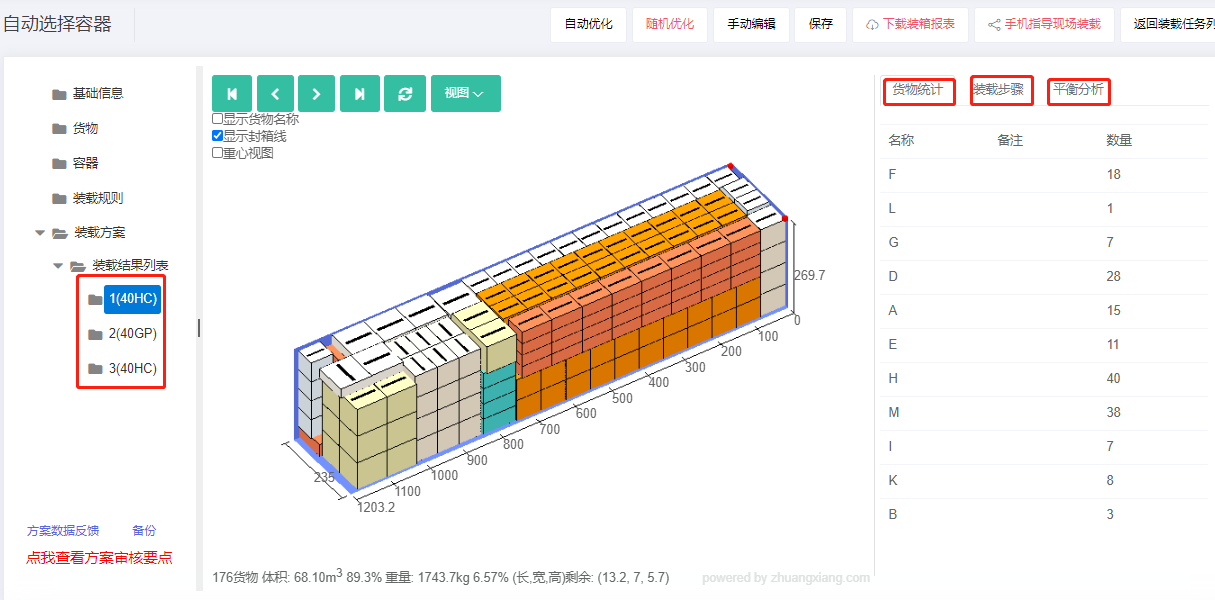 自动选择容器
自动优化 随机优化 手动编辑 保存 下载装箱报表 手机指导现场装载 返回装载任务列
基础信息
货物
容器
装载规则
装载方案
装载结果列表
1(40HC)
2(40GP)
3(40HC)
方案数据反馈 备份
点我查看方案审核要点
视图
显示货物名称
显示封箱线
重心视图
269.7
0
100
200
300
400
500
600
700
800
900
1000
1100
1203.2
235
176货物 体积: 68.10m3 89.3% 重量: 1743.7kg 6.57% (长,宽,高)剩余: (13.2, 7, 5.7)
powered by zhuangxiang.com
货物统计 装载步骤 平衡分析
名称 备注 数量
F 18
L 1
G 7
D 28
A 15
E 11
H 40
M 38
I 7
K 8
B 3